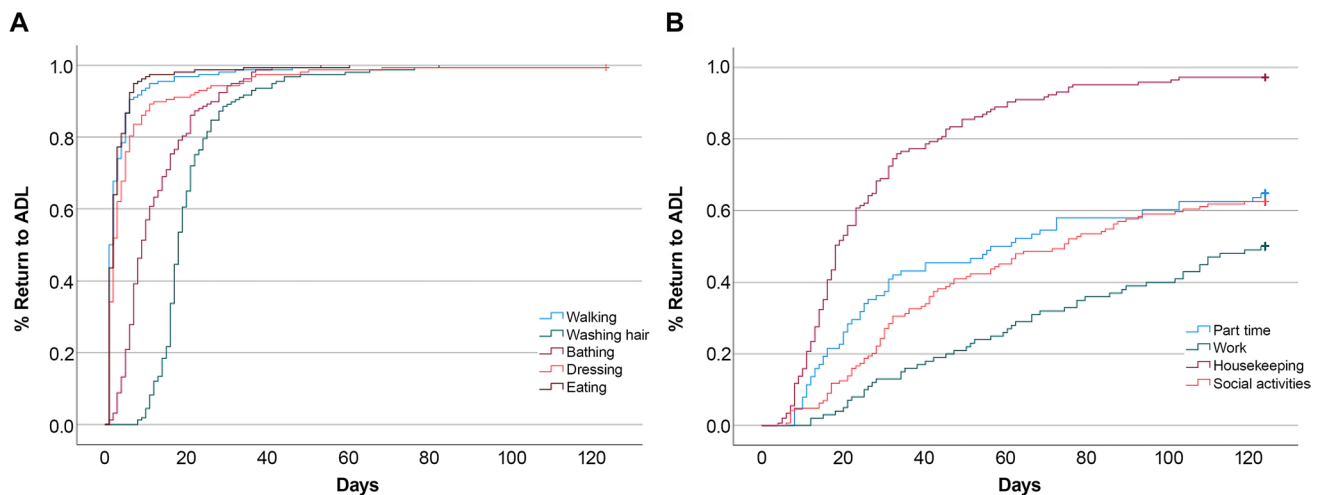 A
% Return to ADL
1.0
0.8
0.6
0.4
0.2
0.0
0 20 40 60 80 100 120
Days
Walking
Washing hair
Bathing
Dressing
Eating
B
% Return to ADL
1.0
0.8
0.6
0.4
0.2
0.0
0 20 40 60 80 100 120
Days
Part time
Work
Housekeeping
Social activities